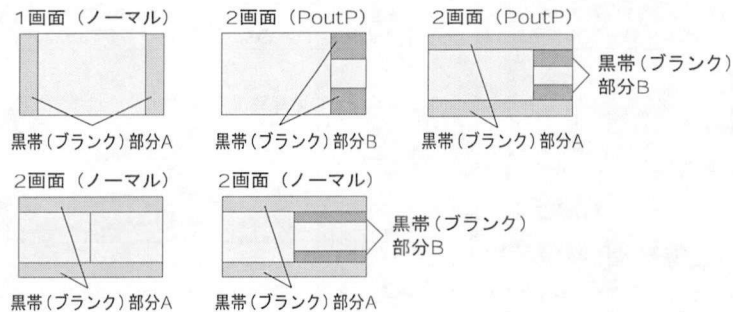 1画面（ノーマル）
黒帯（ブランク）部分A
2画面（PoutP）
黒帯（ブランク）部分B
2画面（PoutP）
黒帯（ブランク）
部分B
黒帯（ブランク）部分A
2画面（ノーマル）
黒帯（ブランク）部分A
2画面（ノーマル）
黒帯（ブランク）
部分B
黒帯（ブランク）部分A